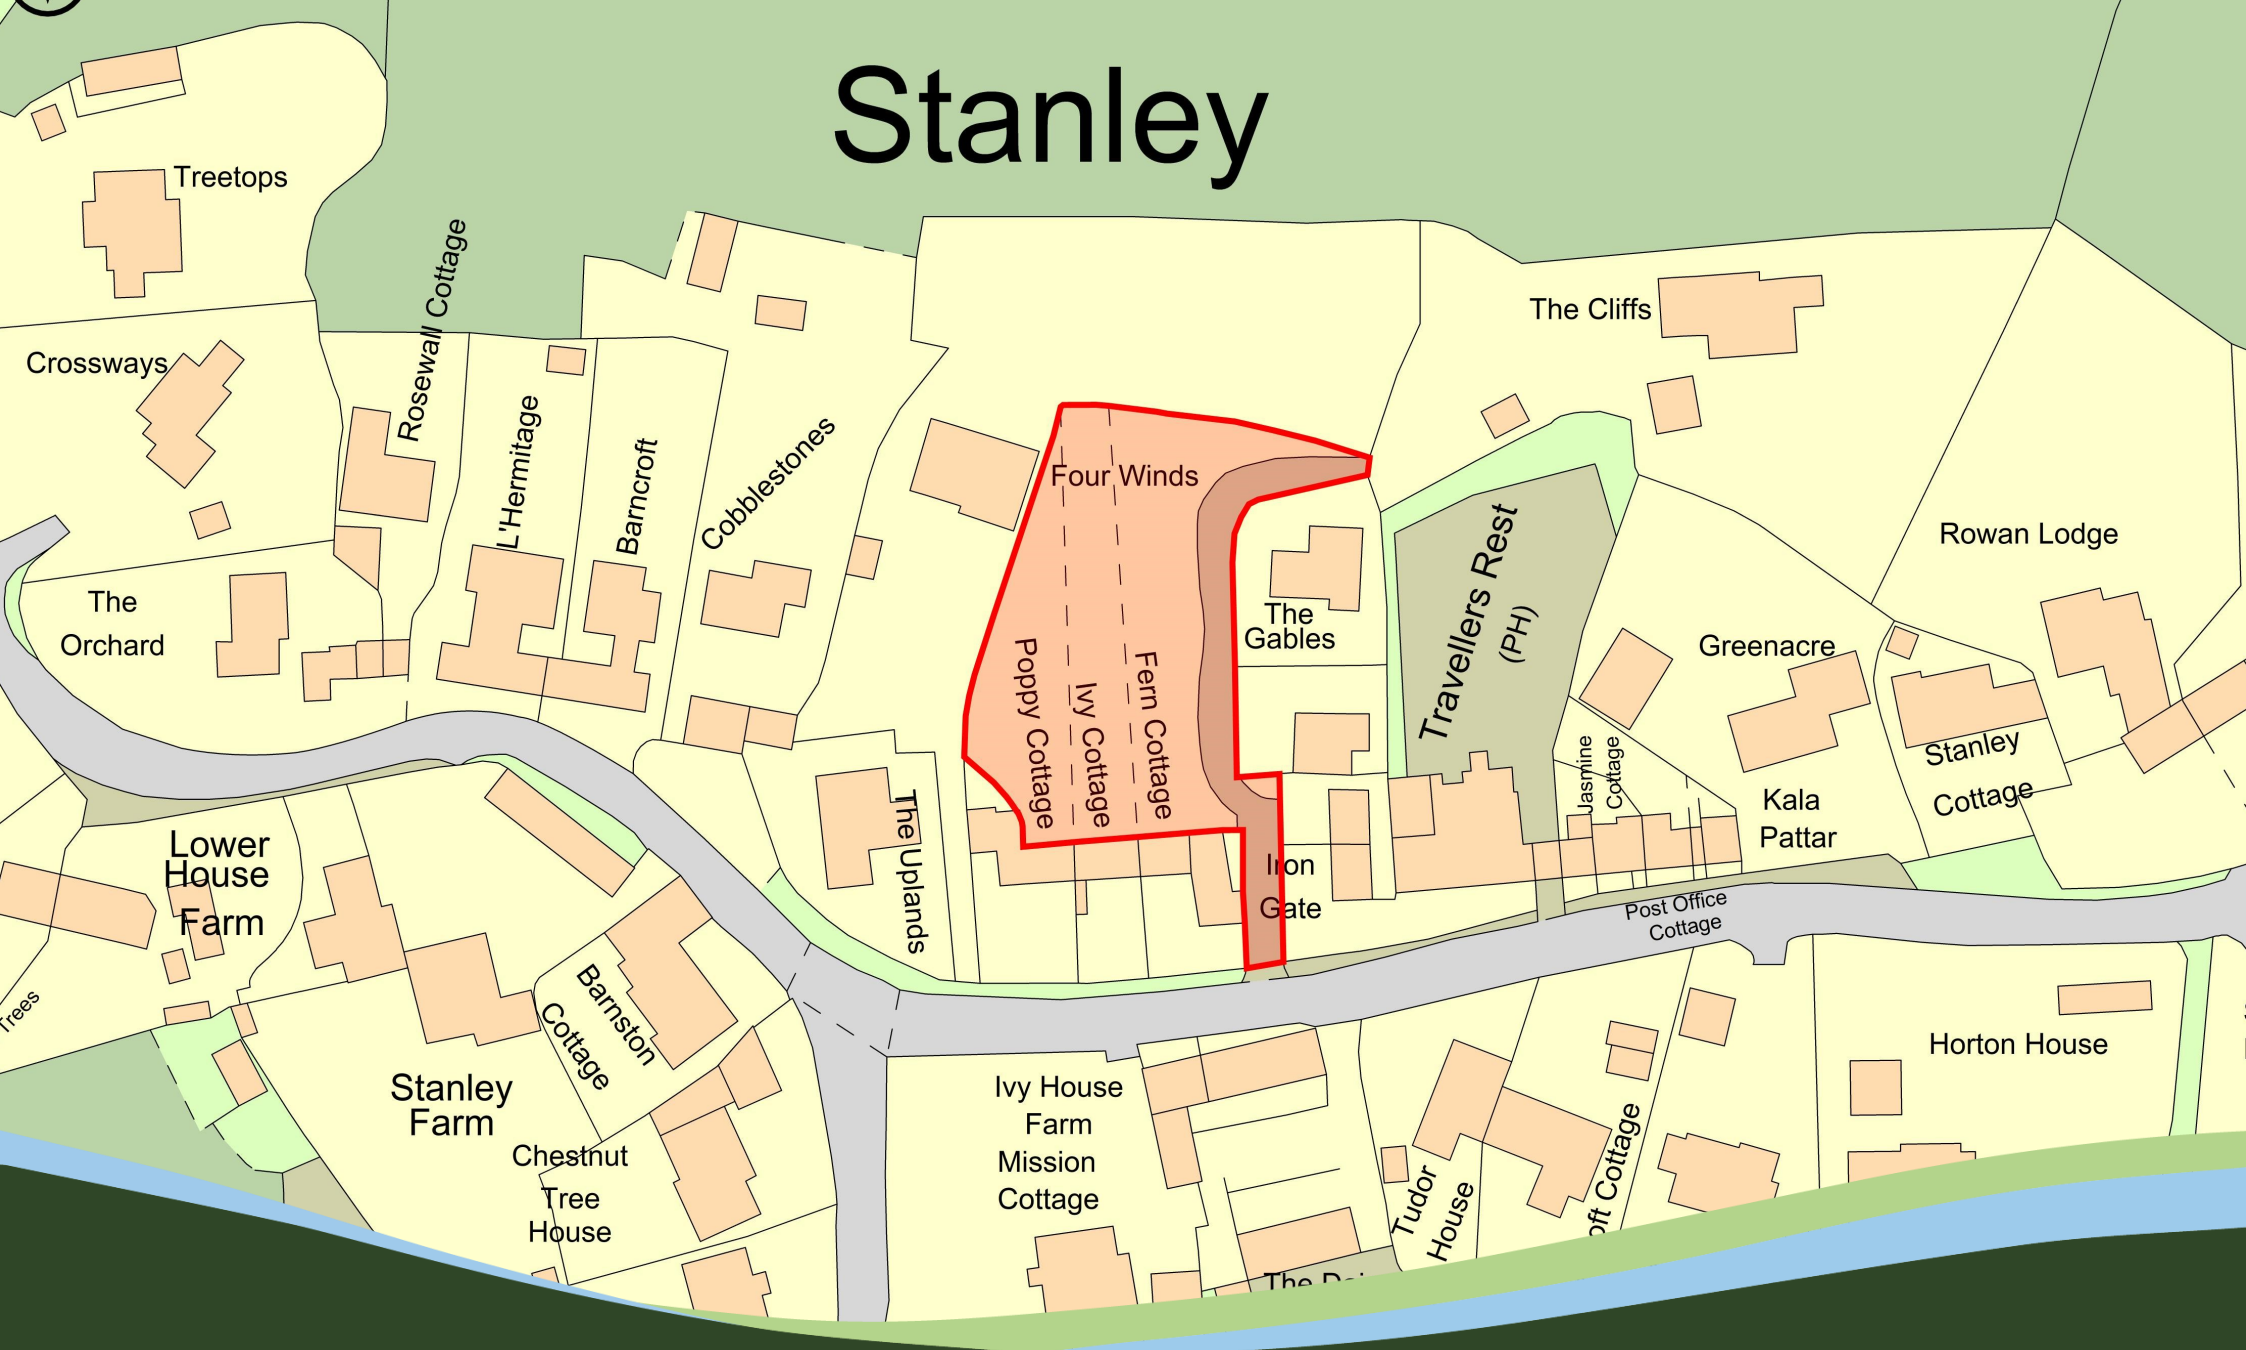 Stanley
Treetops
Rosewall Cottage
The Cliffs
Crossways
L'Hermitage
Barncroft
Cobblestones
Four Winds
Travellers Rest
(PH)
Rowan Lodge
The
Orchard
The
Gables
Greenacre
Poppy Cottage
Ivy Cottage
Fern Cottage
Jasmine
Cottage
Stanley
Cottage
Kala
Pattar
The Uplands
Lower
House
Farm
Iron
Gate
Post Office
Cottage
Trees
Barnston
Cottage
Horton House
Stanley
Farm
Ivy House
Farm
Mission
Cottage
Chestnut
Tree
House
Tudor
House
Cottage
The